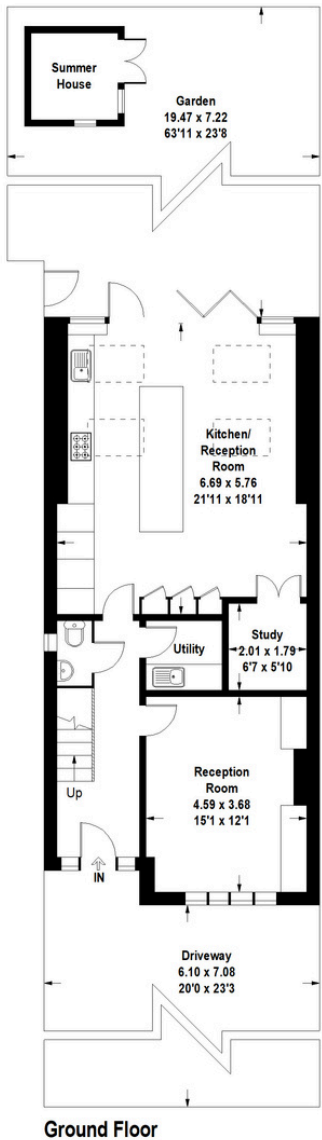 Summer
House
Garden
19.47 x 7.22
63'11 x 23'8
Kitchen/
Reception
Room
6.69 x 5.76
21'11 x 18'11
Study
2.01 x 1.79
6'7 x 5'10
Utility
Reception
Room
4.59 x 3.68
15'1 x 12'1
Up
IN
Driveway
6.10 x 7.08
20'0 x 23'3
Ground Floor